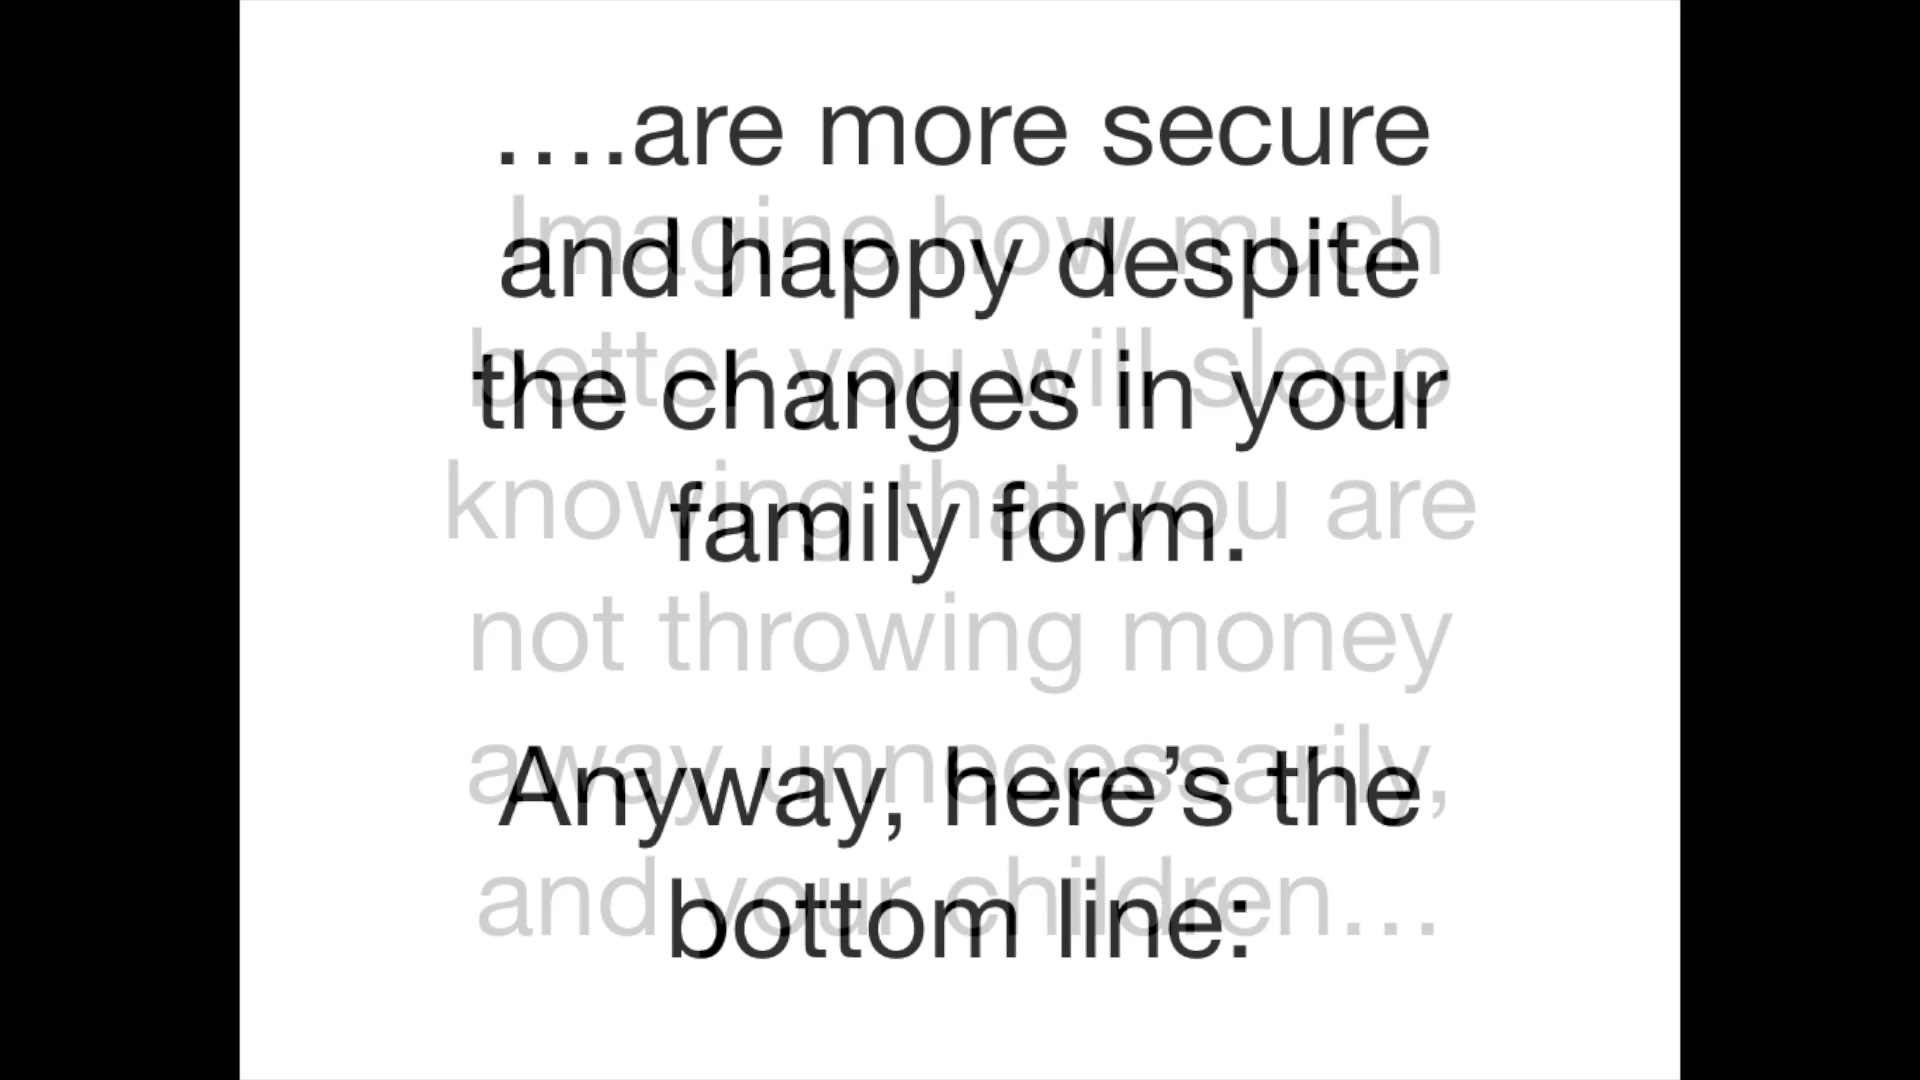 ….are more secure
and happy despite
the changes in your
family form.
Anyway, here’s the
bottom line:
Imagine how much
better you will sleep
knowing that you are
not throwing money
away unnecessarily,
and your children…